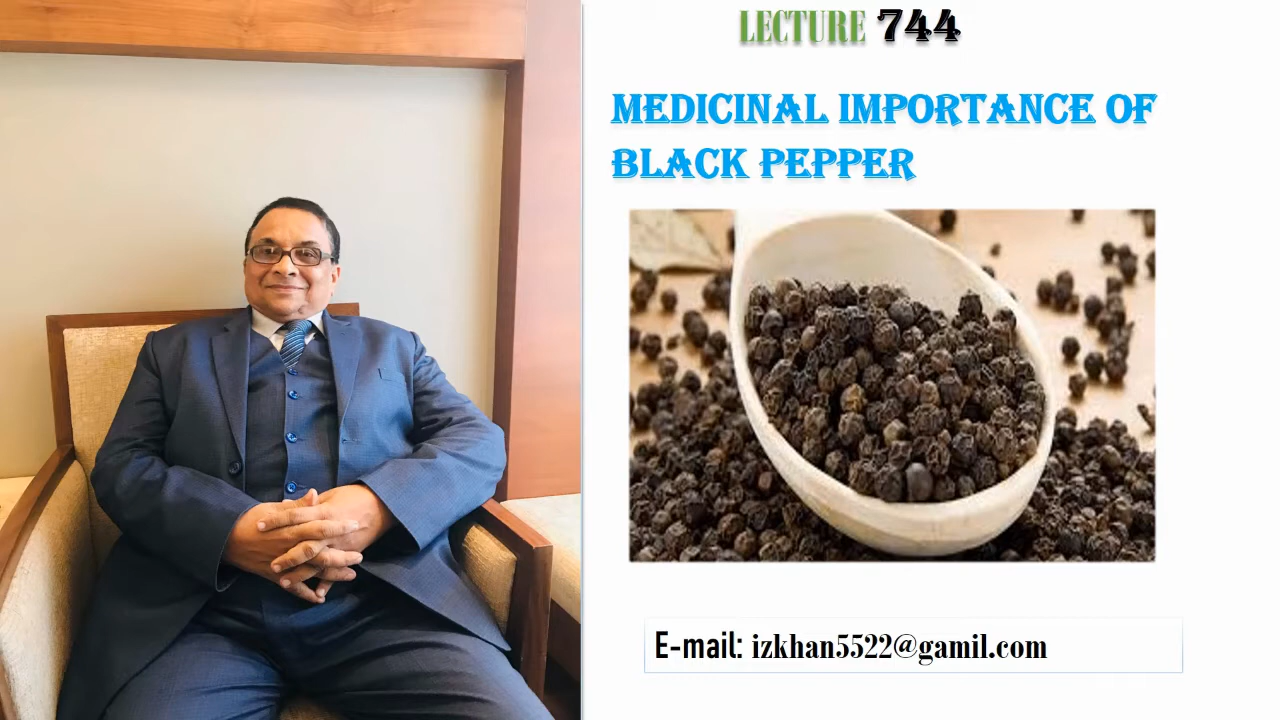 LECTURE 744
MEDICINAL IMPORTANCE OF
BLACK PEPPER
E-mail: izkhan5522@gamil.com